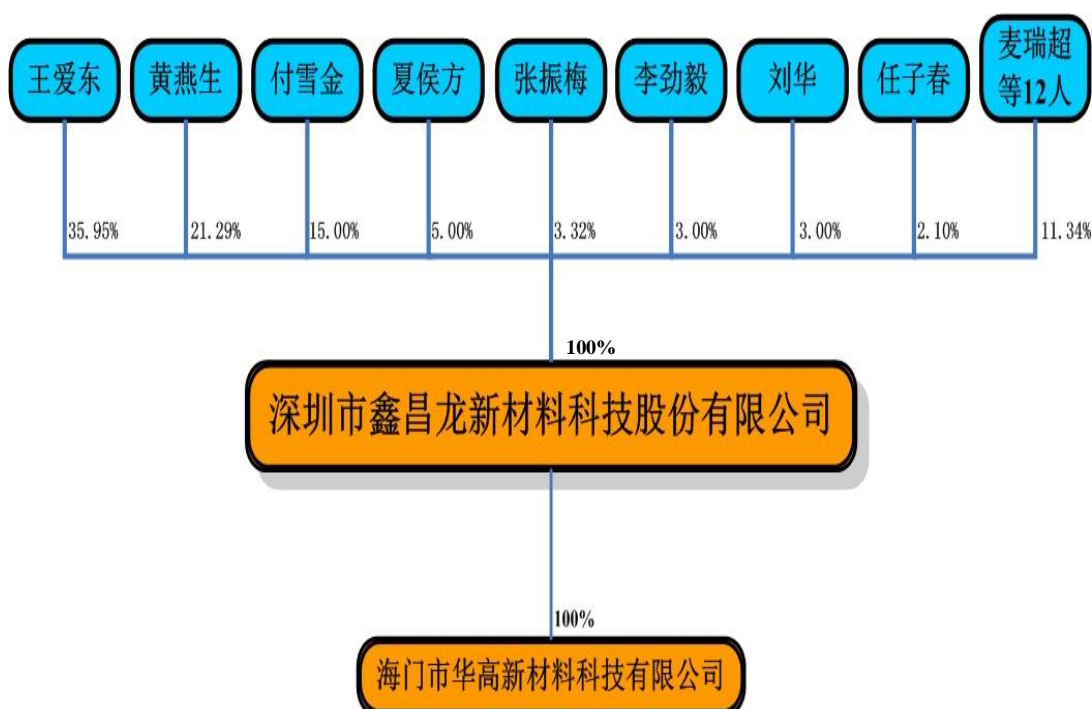 王爱东
黄燕生
付雪金
夏侯方
张振梅
李劲毅
刘华
任子春
麦瑞超
等12人
35.95%
21.29%
15.00%
5.00%
3.32%
3.00%
3.00%
2.10%
11.34%
100%
深圳市鑫昌龙新材料科技股份有限公司
100%
海门市华高新材料科技有限公司